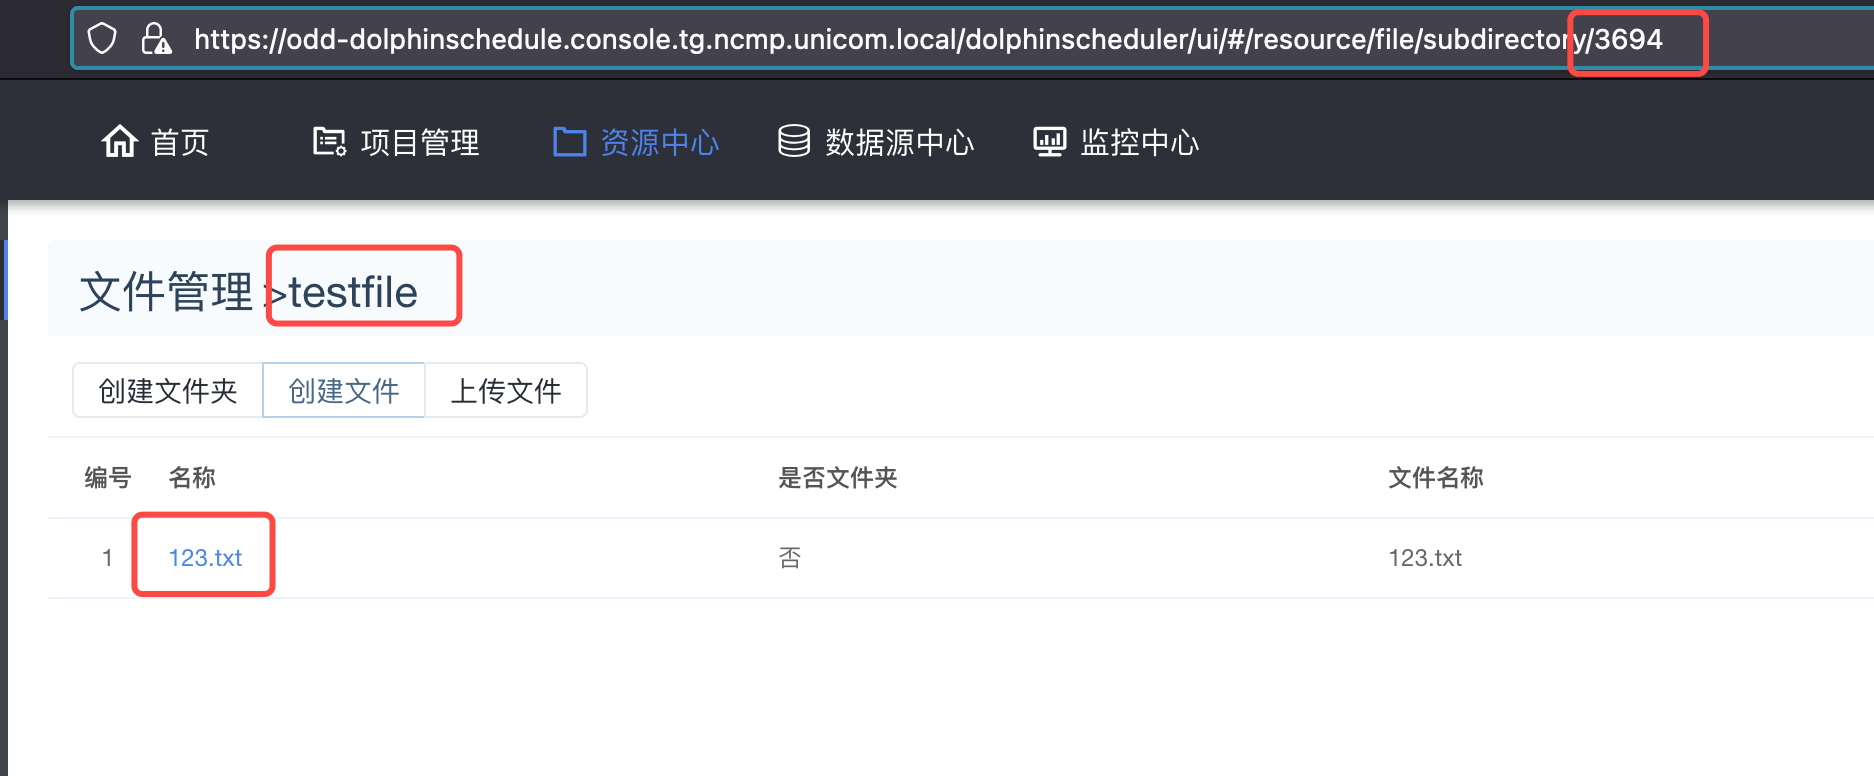 https://odd-dolphinschedule.console.tg.ncmp.unicom.local/dolphinscheduler/ui/#/resource/file/subdirectory/3694
首页 项目管理 资源中心 数据源中心 监控中心
文件管理 >testfile
创建文件夹 创建文件 上传文件
编号 名称 是否文件夹 文件名称
1 123.txt 否 123.txt